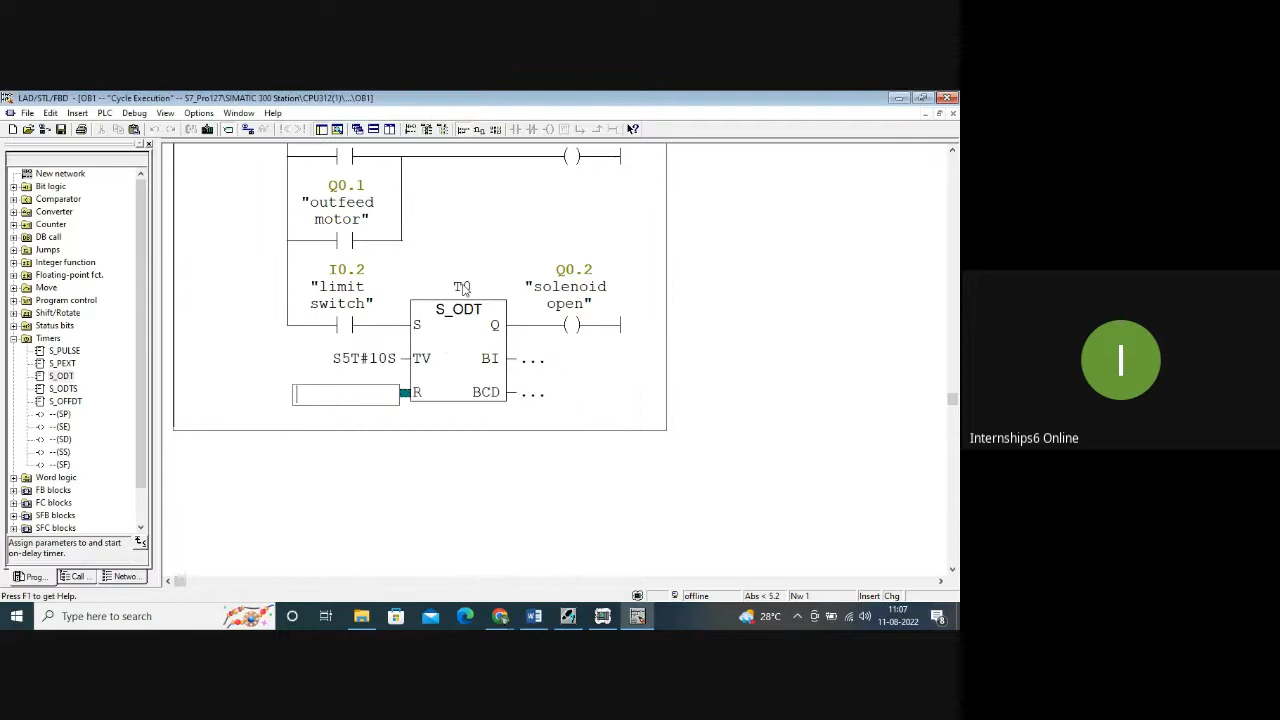 LAD/STL/FBD - [OB1 -- "Cycle Execution" -- S7_Pro127\SIMATIC 300 Station\CPU312(1)\...\OB1]
File Edit Insert PLC Debug View Options Window Help
New network
Bit logic
Comparator
Converter
Counter
DB call
Jumps
Integer function
Floating-point fct.
Move
Program control
Shift/Rotate
Status bits
Timers
S_PULSE
S_PEXT
S_ODT
S_ODTS
S_OFFDT
--(SP)
--(SE)
--(SD)
--(SS)
--(SF)
Word logic
FB blocks
FC blocks
SFB blocks
SFC blocks
Assign parameters to and start
on-delay timer.
Prog... Call ... Netwo...
Q0.1
"outfeed
motor"
I0.2
"limit
switch"
T0
S_ODT
S Q
Q0.2
"solenoid
open"
S5T#10S TV BI ...
R BCD ...
Press F1 to get Help.
offline Abs < 5.2 Nw 1 Insert Chg
Type here to search
28°C
11:07
11-08-2022
8
I
Internships6 Online